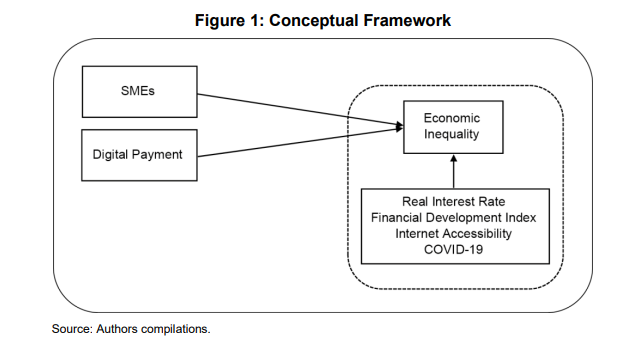 Figure 1: Conceptual Framework
SMEs
Digital Payment
Economic
Inequality
Real Interest Rate
Financial Development Index
Internet Accessibility
COVID-19
Source: Authors compilations.